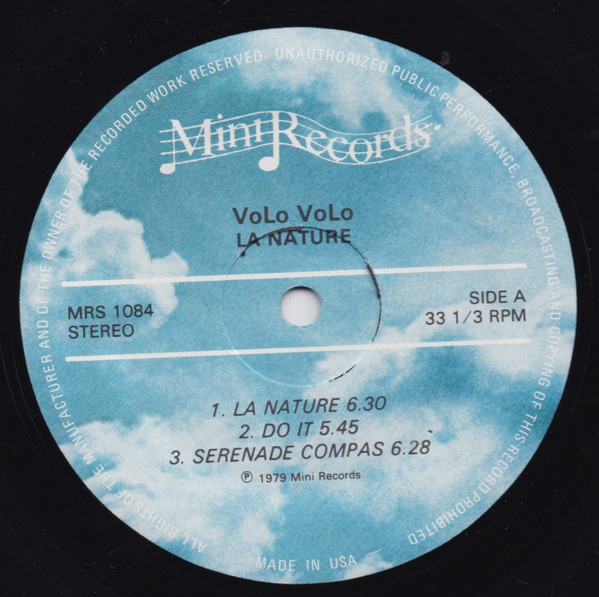 ALL RIGHTS OF THE MANUFACTURER AND OF THE OWNER OF THE RECORDED WORK RESERVED. UNAUTHORIZED PUBLIC PERFORMANCE, BROADCASTING AND COPYING OF THIS RECORD PROHIBITED
Mini Records
VoLo VoLo
LA NATURE
MRS 1084
STEREO
SIDE A
33 1/3 RPM
1. LA NATURE 6.30
2. DO IT 5.45
3. SERENADE COMPAS 6.28
℗ 1979 Mini Records
MADE IN USA